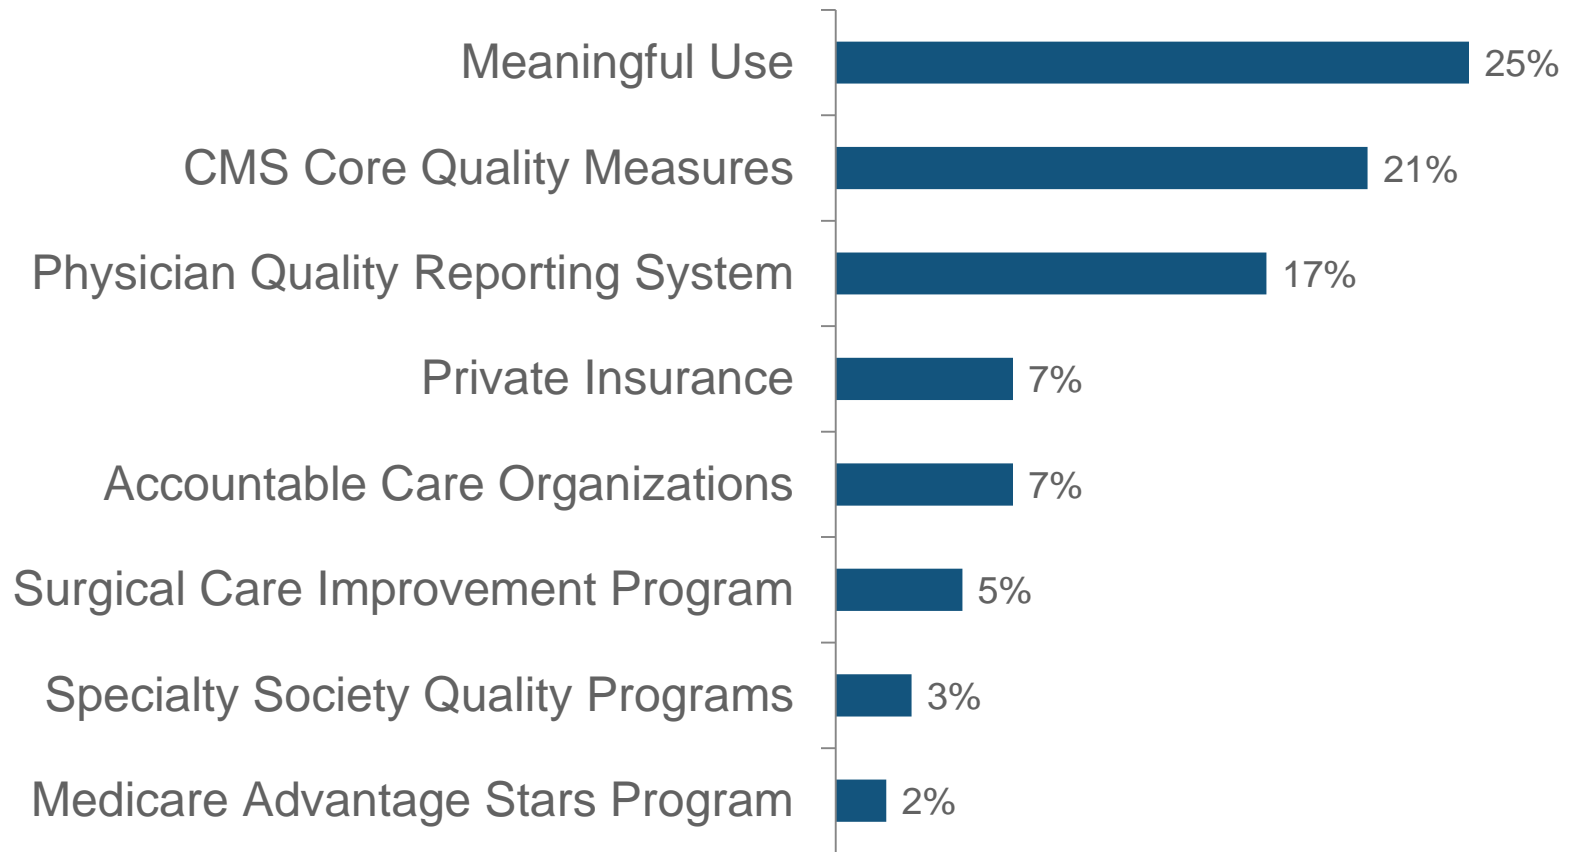 Meaningful Use 25%
CMS Core Quality Measures 21%
Physician Quality Reporting System 17%
Private Insurance 7%
Accountable Care Organizations 7%
Surgical Care Improvement Program 5%
Specialty Society Quality Programs 3%
Medicare Advantage Stars Program 2%